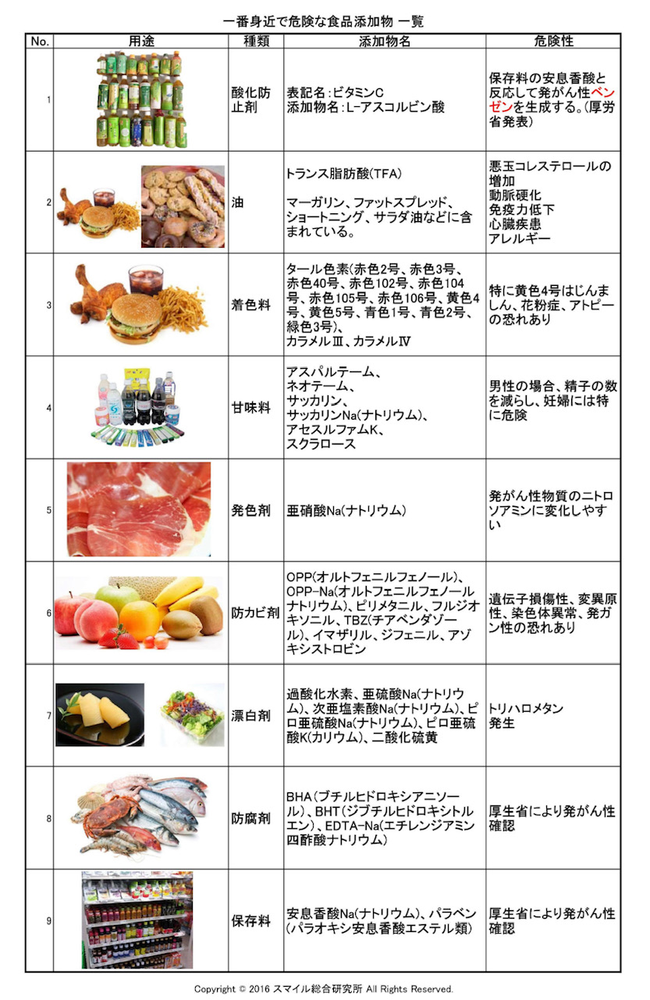 一番身近で危険な食品添加物 一覧
No. 用途 種類 添加物名 危険性
1
酸化防
止剤
表記名：ビタミンC
添加物名：L-アスコルビン酸
保存料の安息香酸と
反応して発がん性ベン
ゼンを生成する。（厚労
省発表）
2
油
トランス脂肪酸(TFA)
マーガリン、ファットスプレッド、
ショートニング、サラダ油などに含
まれている。
悪玉コレステロールの
増加
動脈硬化
免疫力低下
心臓疾患
アレルギー
3
着色料
タール色素(赤色2号、赤色3号、
赤色40号、赤色102号、赤色104
号、赤色105号、赤色106号、黄色4
号、黄色5号、青色1号、青色2号、
緑色3号)、
カラメルⅢ、カラメルⅣ
特に黄色4号はじんま
しん、花粉症、アトピー
の恐れあり
4
甘味料
アスパルテーム、
ネオテーム、
サッカリン、
サッカリンNa(ナトリウム)、
アセスルファムK、
スクラロース
男性の場合、精子の数
を減らし、妊婦には特
に危険
5
発色剤
亜硝酸Na(ナトリウム)
発がん性物質のニトロ
ソアミンに変化しやす
い
6
防カビ剤
OPP(オルトフェニルフェノール)、
OPP-Na(オルトフェニルフェノール
ナトリウム)、ピリメタニル、フルジオ
キソニル、TBZ(チアベンダゾー
ル)、イマザリル、ジフェニル、アゾ
キシストロビン
遺伝子損傷性、変異原
性、染色体異常、発ガ
ン性の恐れあり
7
漂白剤
過酸化水素、亜硫酸Na(ナトリウ
ム)、次亜塩素酸Na(ナトリウム)、ピ
ロ亜硫酸Na(ナトリウム)、ピロ亜硫
酸K(カリウム)、二酸化硫黄
トリハロメタン
発生
8
防腐剤
BHA（ブチルヒドロキシアニソー
ル）、BHT（ジブチルヒドロキシトル
エン）、EDTA-Na（エチレンジアミン
四酢酸ナトリウム）
厚生省により発がん性
確認
9
保存料
安息香酸Na(ナトリウム)、パラベン
(パラオキシ安息香酸エステル類)
厚生省により発がん性
確認
Copyright © 2016 スマイル総合研究所 All Rights Reserved.